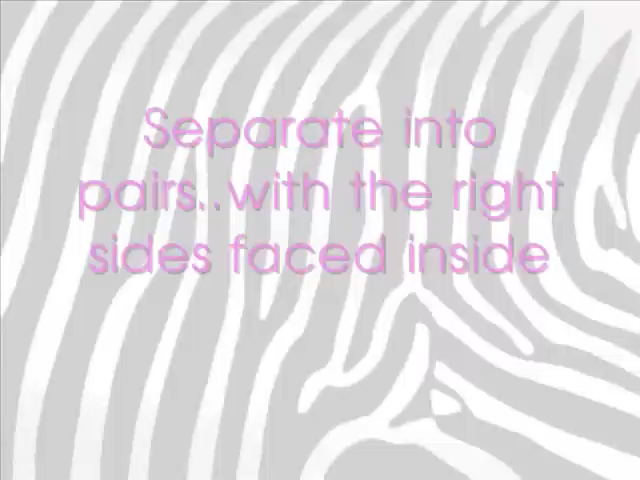 Separate into
pairs..with the right
sides faced inside